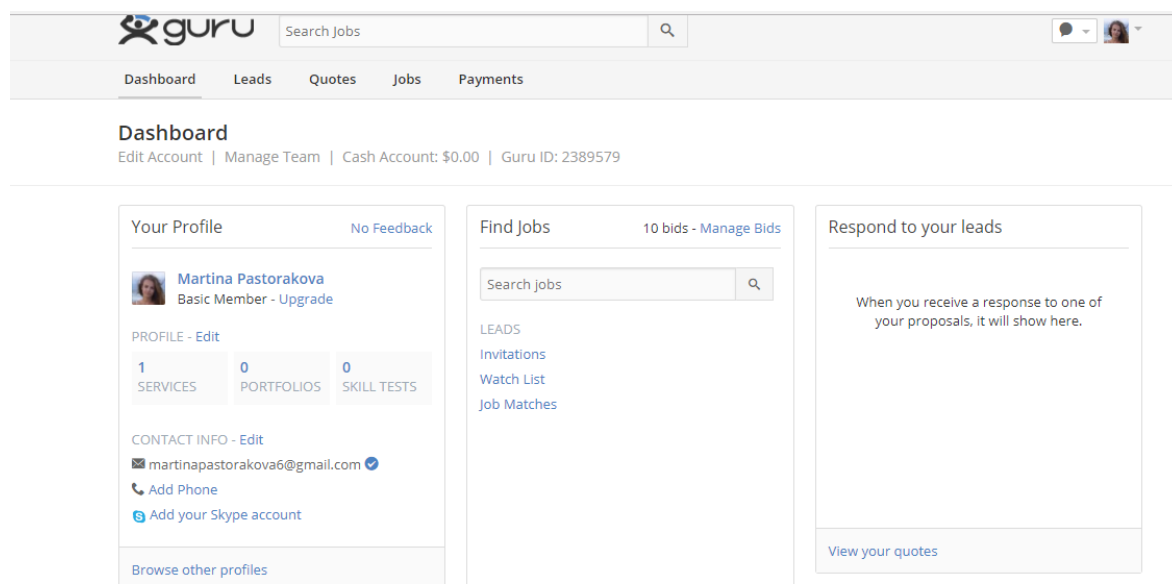 guru
Search Jobs
Dashboard Leads Quotes Jobs Payments
Dashboard
Edit Account | Manage Team | Cash Account: $0.00 | Guru ID: 2389579
Your Profile No Feedback
Martina Pastorakova
Basic Member - Upgrade
PROFILE - Edit
1 0 0
SERVICES PORTFOLIOS SKILL TESTS
CONTACT INFO - Edit
martinapastorakova6@gmail.com
Add Phone
Add your Skype account
Browse other profiles
Find Jobs 10 bids - Manage Bids
Search jobs
LEADS
Invitations
Watch List
Job Matches
Respond to your leads
When you receive a response to one of
your proposals, it will show here.
View your quotes